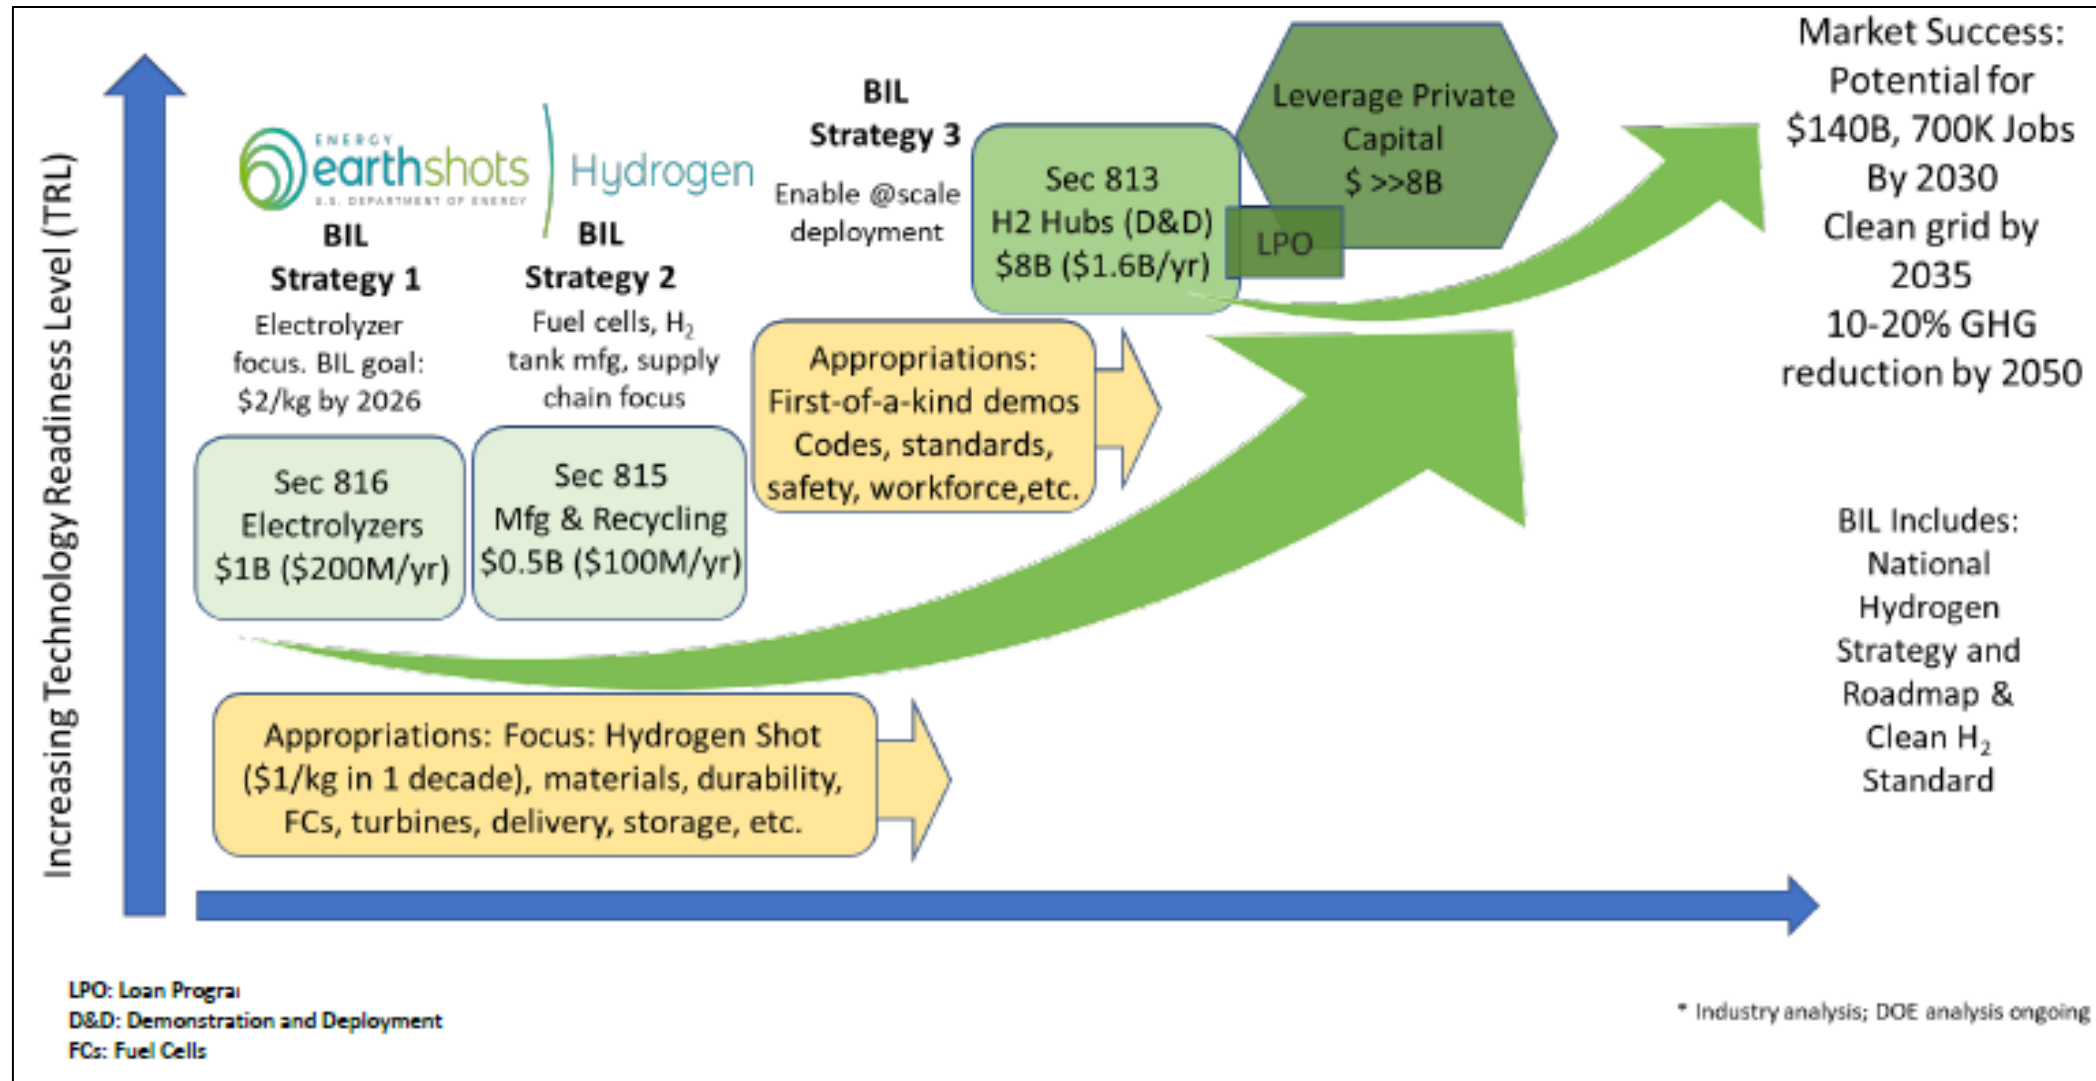 Increasing Technology Readiness Level (TRL)
ENERGY
earthshots
U.S. DEPARTMENT OF ENERGY
Hydrogen
BIL
Strategy 1
Electrolyzer
focus. BIL goal:
$2/kg by 2026
Sec 816
Electrolyzers
$1B ($200M/yr)
BIL
Strategy 2
Fuel cells, H₂
tank mfg, supply
chain focus
Sec 815
Mfg & Recycling
$0.5B ($100M/yr)
BIL
Strategy 3
Enable @scale
deployment
Sec 813
H2 Hubs (D&D)
$8B ($1.6B/yr)
LPO
Leverage Private
Capital
$ >>8B
Appropriations:
First-of-a-kind demos
Codes, standards,
safety, workforce,etc.
Appropriations: Focus: Hydrogen Shot
($1/kg in 1 decade), materials, durability,
FCs, turbines, delivery, storage, etc.
Market Success:
Potential for
$140B, 700K Jobs
By 2030
Clean grid by
2035
10-20% GHG
reduction by 2050
BIL Includes:
National
Hydrogen
Strategy and
Roadmap &
Clean H₂
Standard
LPO: Loan
D&D: Demonstration and Deployment
FCs: Fuel Cells
* Industry analysis; DOE analysis ongoing